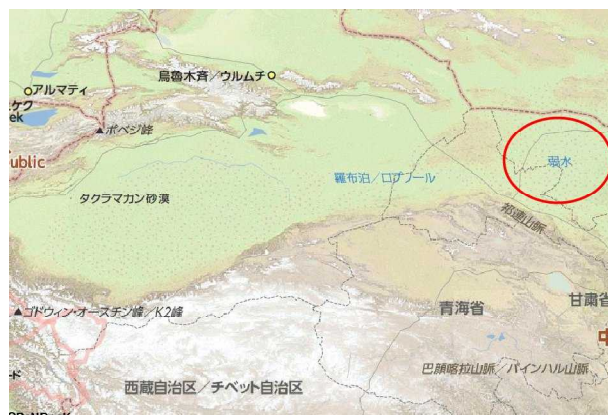 烏魯木斉/ウルムチ
アルマティ
ek
ポベジ峰
ublic
弱水
羅布泊/ロプノール
タクラマカン砂漠
祁連山脈
ゴドウィン・オースチン峰/K2峰
青海省
甘粛省
巴顔喀拉山脈/バインハル山脈
西蔵自治区/チベット自治区